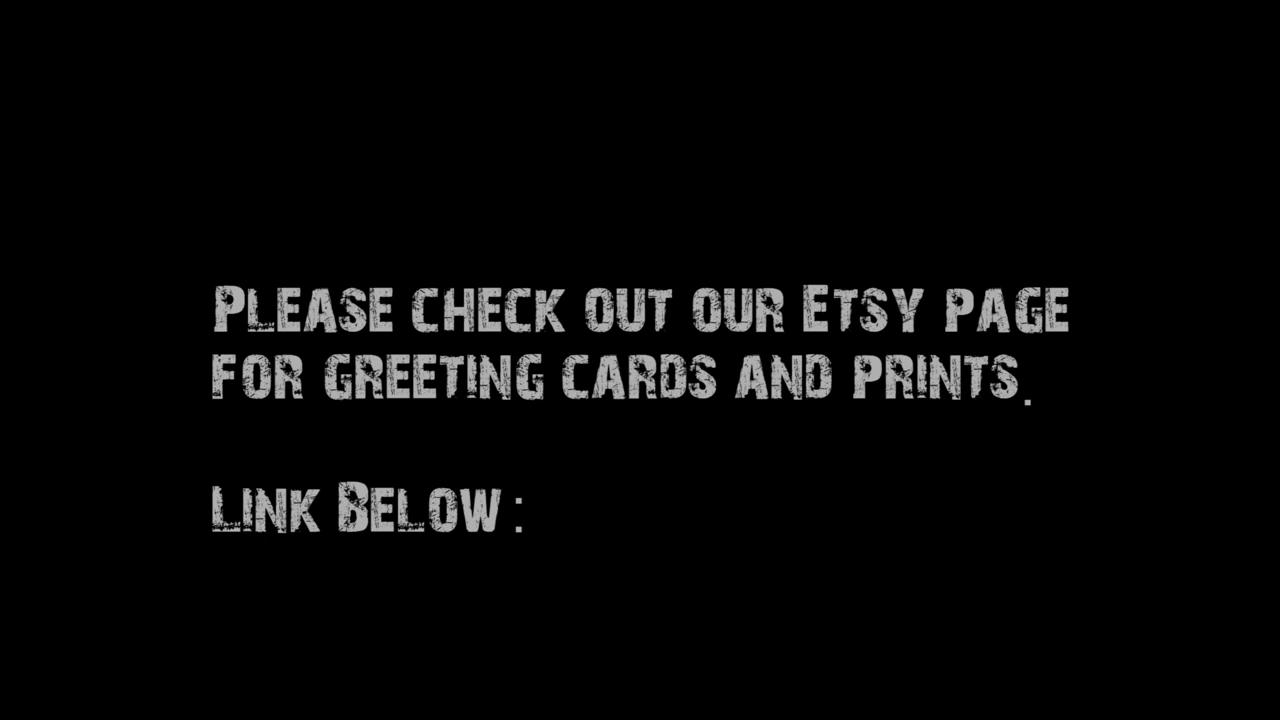 Please check out our Etsy page
for greeting cards and prints.
Link Below :